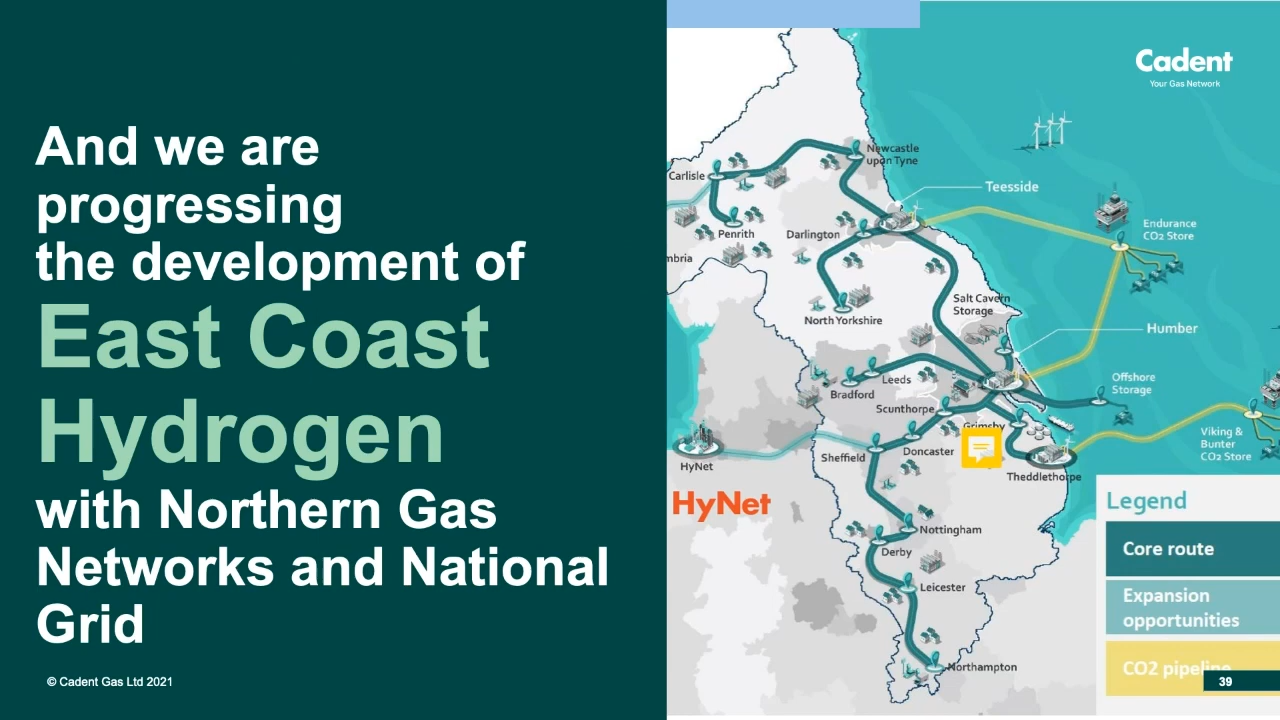 And we are
progressing
the development of
East Coast
Hydrogen
with Northern Gas
Networks and National
Grid
© Cadent Gas Ltd 2021
Cadent
Your Gas Network
Newcastle
upon Tyne
Carlisle
Teesside
Penrith
Darlington
Endurance
CO2 Store
mbria
Salt Cavern
Storage
North Yorkshire
Humber
Leeds
Bradford
Offshore
Storage
Scunthorpe
Grimsby
Viking &
Bunter
CO2 Store
Doncaster
Sheffield
HyNet
Theddlethorpe
HyNet
Legend
Core route
Expansion
opportunities
CO2 pipeline
Nottingham
Derby
Leicester
Northampton
39